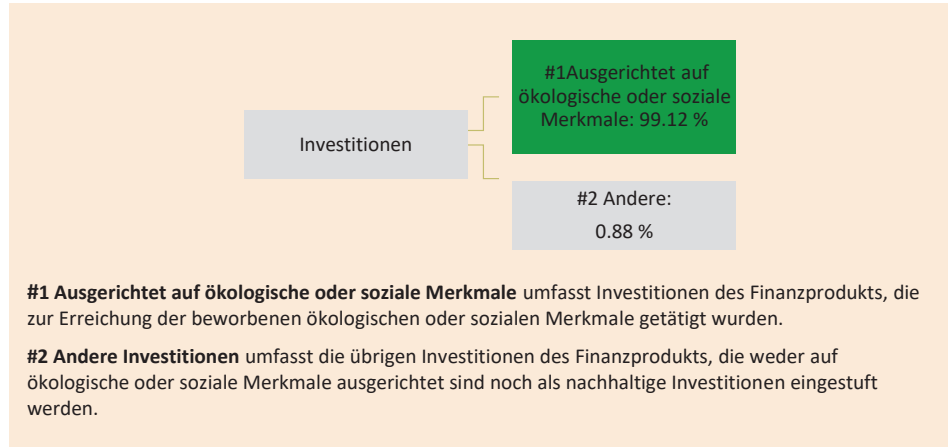 #1Ausgerichtet auf
ökologische oder soziale
Merkmale: 99.12 %
Investitionen
#2 Andere:
0.88 %
#1 Ausgerichtet auf ökologische oder soziale Merkmale umfasst Investitionen des Finanzprodukts, die
zur Erreichung der beworbenen ökologischen oder sozialen Merkmale getätigt wurden.
#2 Andere Investitionen umfasst die übrigen Investitionen des Finanzprodukts, die weder auf
ökologische oder soziale Merkmale ausgerichtet sind noch als nachhaltige Investitionen eingestuft
werden.